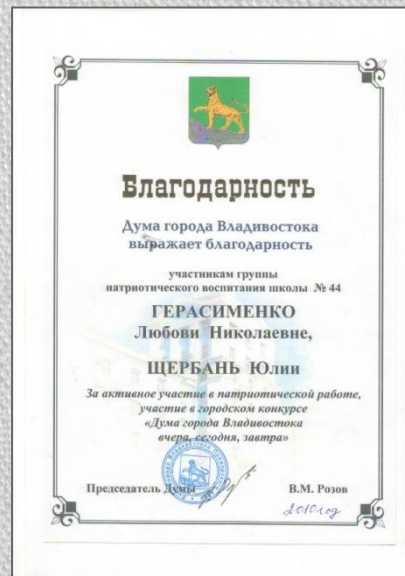 Благодарность
Дума города Владивостока
выражает благодарность
участникам группы
патриотического воспитания школы № 44
ГЕРАСИМЕНКО
Любови Николаевне,
ЩЕРБАНЬ Юлии
За активное участие в патриотической работе,
участие в городском конкурсе
«Дума города Владивостока
вчера, сегодня, завтра»
Председатель Думы В.М. Розов
2010 год